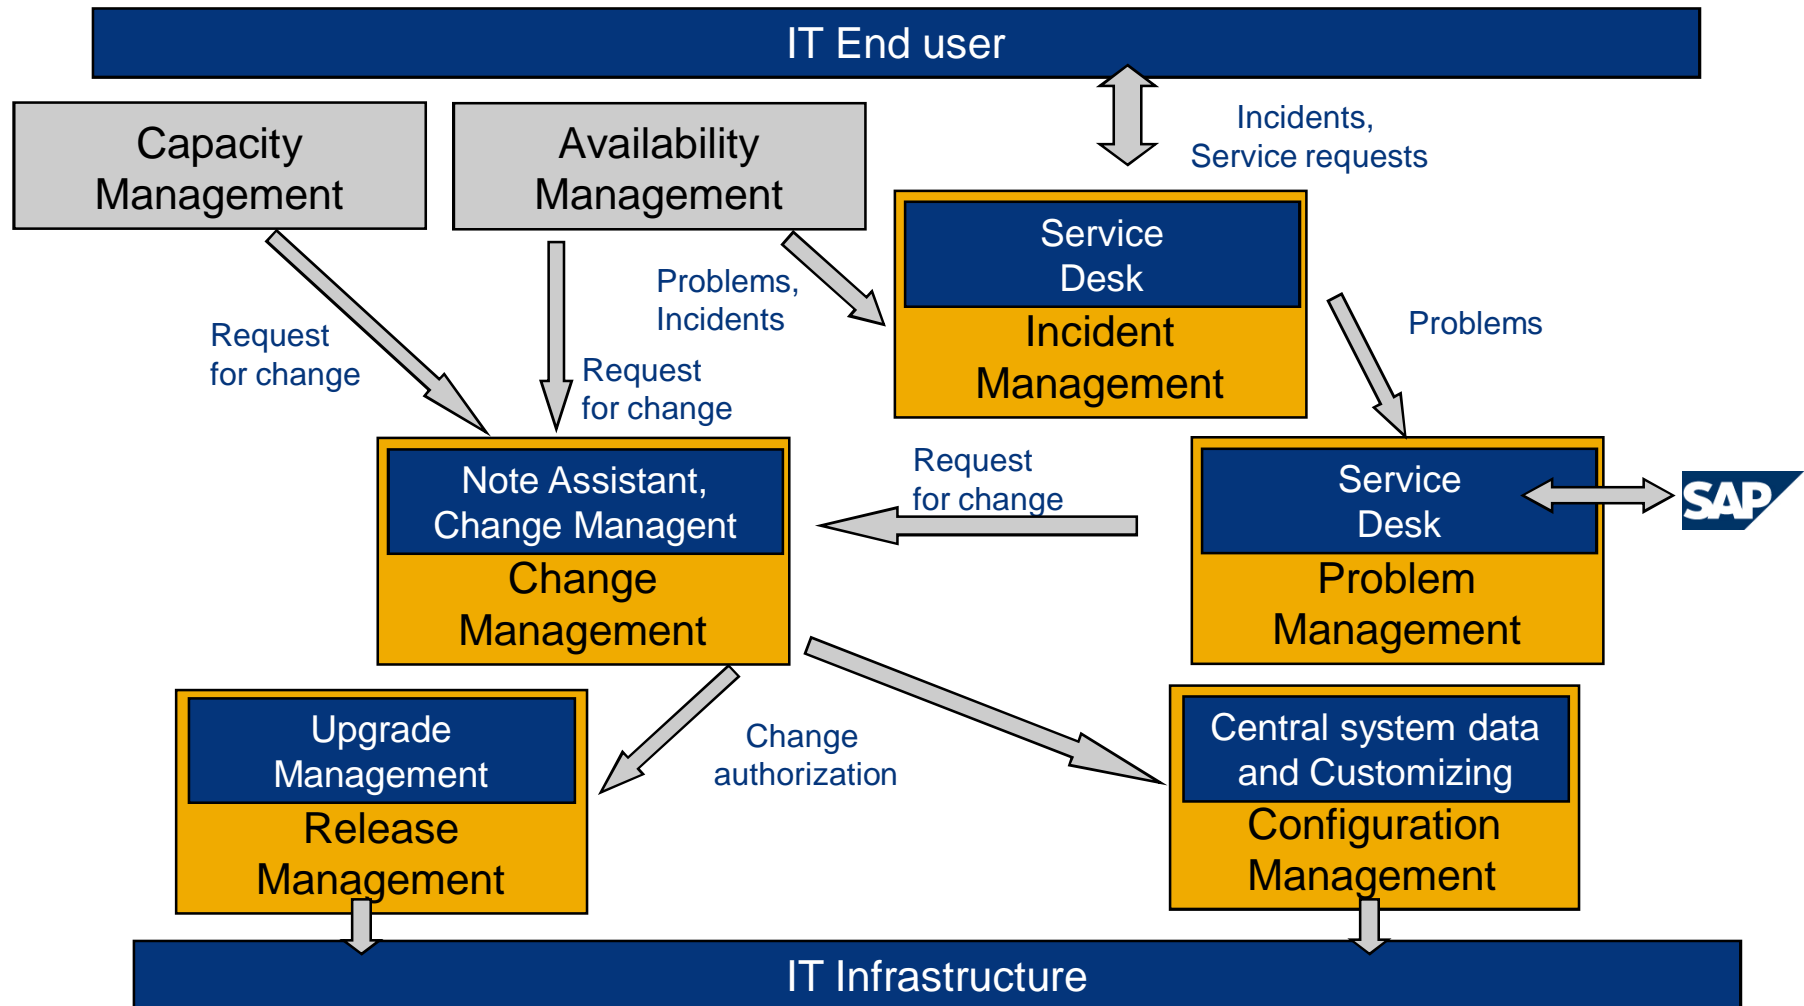 IT End user
Capacity
Management
Availability
Management
Incidents,
Service requests
Service
Desk
Incident
Management
Problems,
Incidents
Request
for change
Request
for change
Problems
Note Assistant,
Change Managent
Change
Management
Request
for change
Service
Desk
Problem
Management
SAP
Upgrade
Management
Release
Management
Change
authorization
Central system data
and Customizing
Configuration
Management
IT Infrastructure